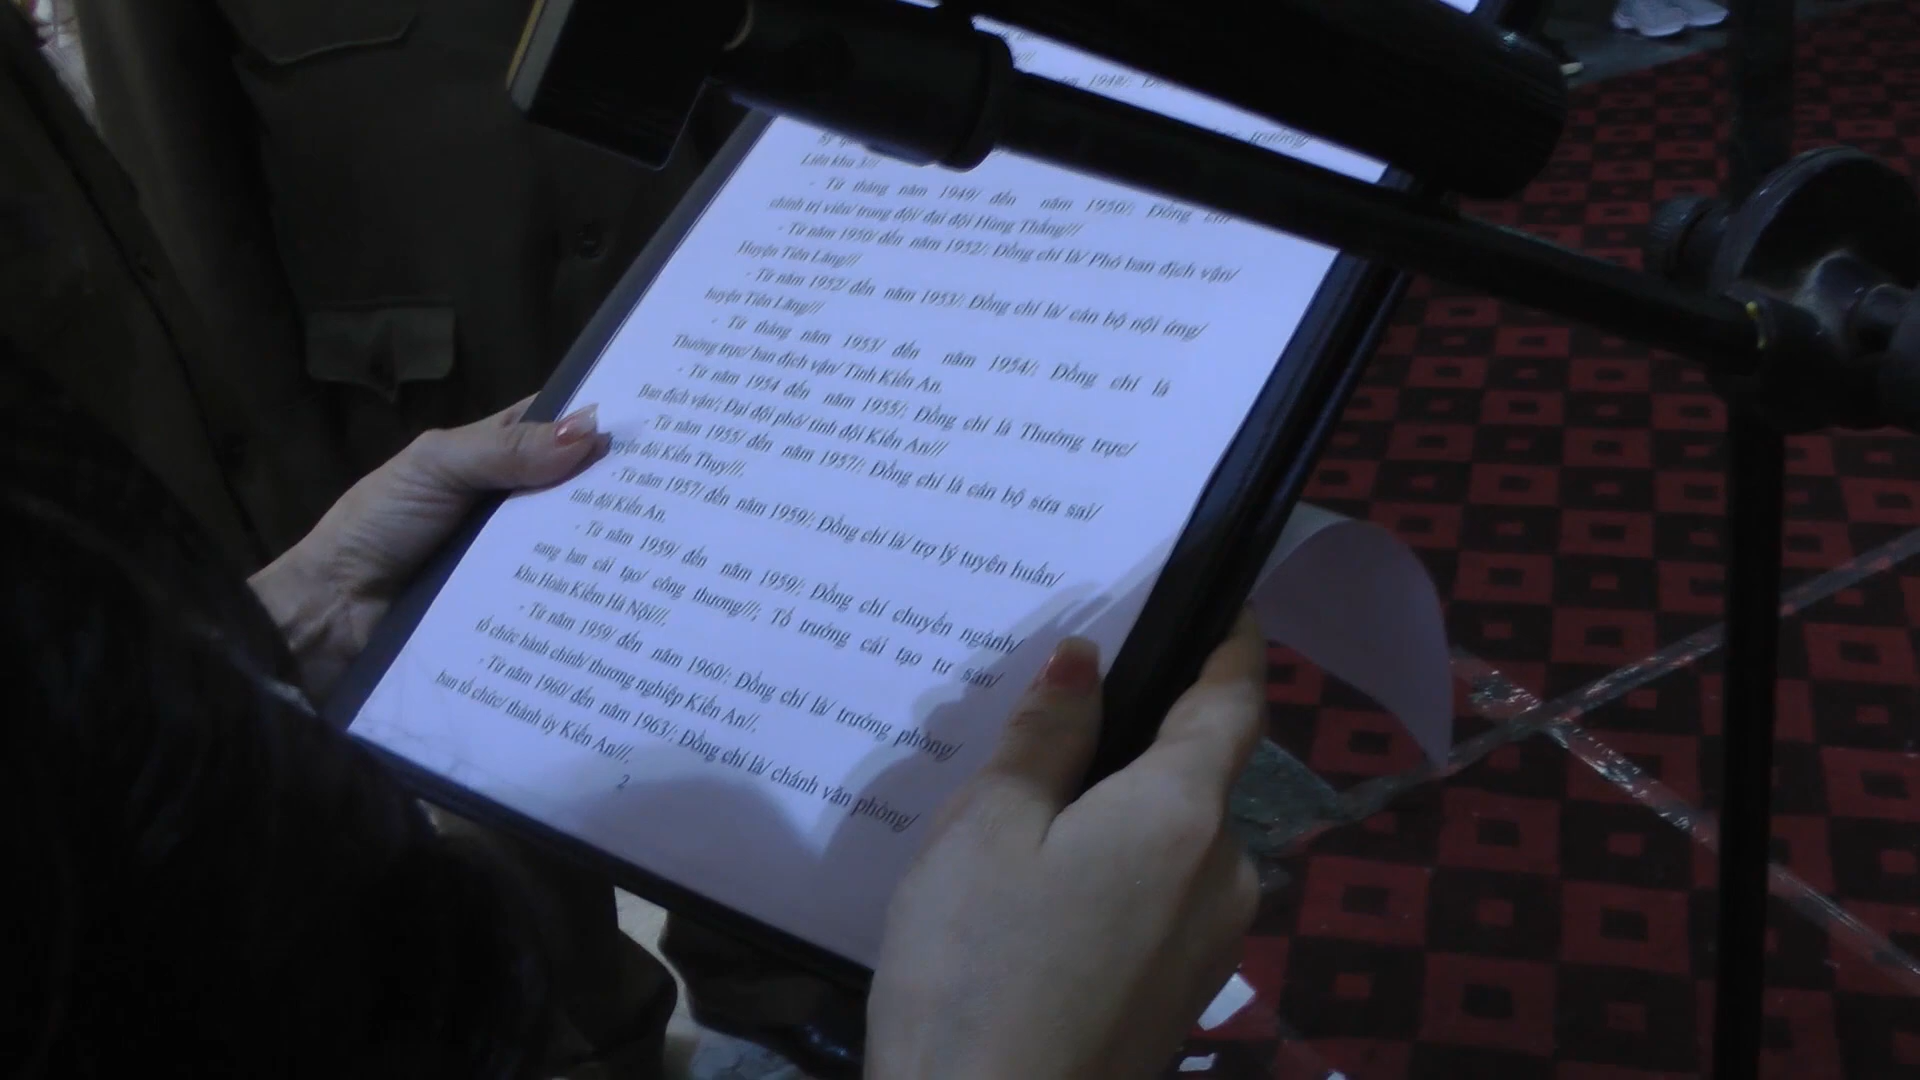 1948/: Đ
trưởng/
Liên khu 3///
- Từ tháng năm 1949/ đến năm 1950/: Đồng chí
chính trị viên/ trung đội/ đại đội Hùng Thắng///
- Từ năm 1950/ đến năm 1952/: Đồng chí là/ Phó ban địch vận/
Huyện Tiên Lãng///
- Từ năm 1952/ đến năm 1953/: Đồng chí là/ cán bộ nội ứng/
huyện Tiên Lãng///
- Từ tháng năm 1953/ đến năm 1954/: Đồng chí là
Thường trực/ ban địch vận/ Tỉnh Kiến An.
- Từ năm 1954 đến năm 1955/: Đồng chí là Thường trực/
Ban địch vận/; Đại đội phó/ tỉnh đội Kiến An///
- Từ năm 1955/ đến năm 1957/: Đồng chí là cán bộ sửa sai/
huyện đội Kiến Thụy///.
- Từ năm 1957/ đến năm 1959/: Đồng chí là/ trợ lý tuyên huấn/
tỉnh đội Kiến An.
- Từ năm 1959/ đến năm 1959/: Đồng chí chuyển ngành/
sang ban cải tạo/ công thương///; Tổ trưởng cải tạo tư sản/
khu Hoàn Kiếm Hà Nội///.
- Từ năm 1959/ đến năm 1960/: Đồng chí là/ trưởng phòng/
tổ chức hành chính/ thương nghiệp Kiến An//.
- Từ năm 1960/ đến năm 1963/: Đồng chí là/ chánh văn phòng/
ban tổ chức/ thành ủy Kiến An///.
2